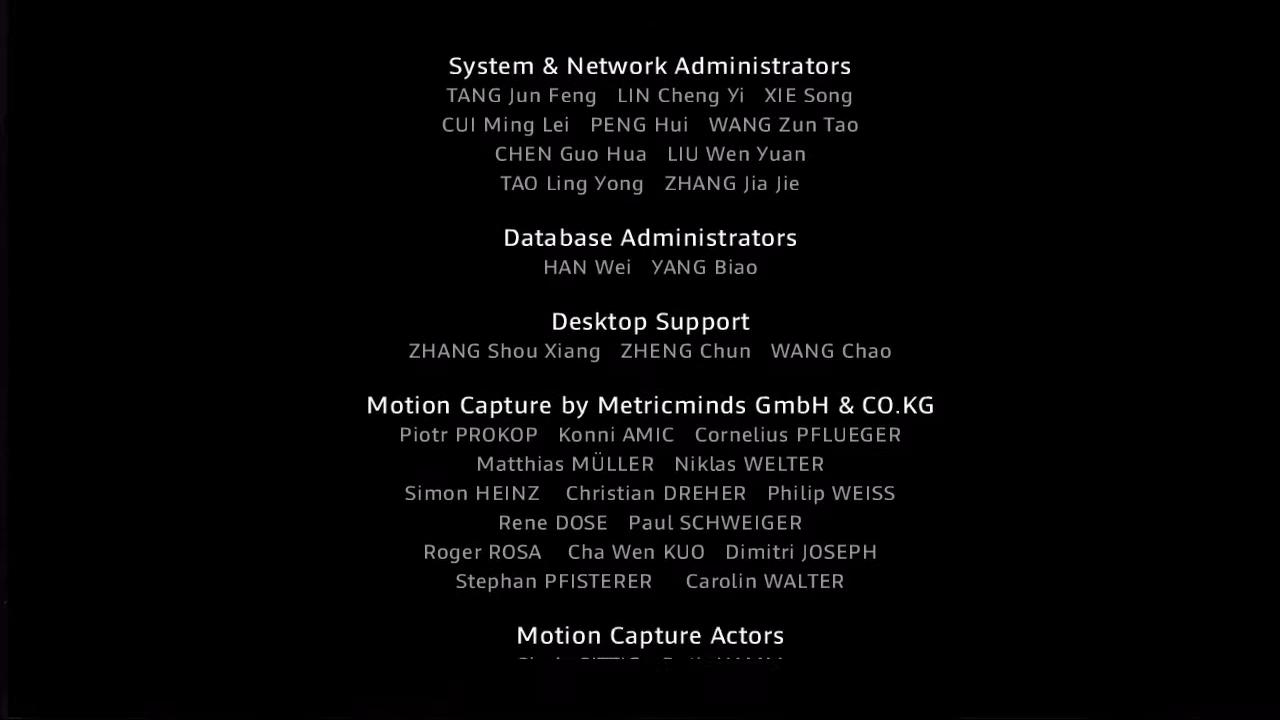 System & Network Administrators
TANG Jun Feng LIN Cheng Yi XIE Song
CUI Ming Lei PENG Hui WANG Zun Tao
CHEN Guo Hua LIU Wen Yuan
TAO Ling Yong ZHANG Jia Jie
Database Administrators
HAN Wei YANG Biao
Desktop Support
ZHANG Shou Xiang ZHENG Chun WANG Chao
Motion Capture by Metricminds GmbH & CO.KG
Piotr PROKOP Konni AMIC Cornelius PFLUEGER
Matthias MÜLLER Niklas WELTER
Simon HEINZ Christian DREHER Philip WEISS
Rene DOSE Paul SCHWEIGER
Roger ROSA Cha Wen KUO Dimitri JOSEPH
Stephan PFISTERER Carolin WALTER
Motion Capture Actors